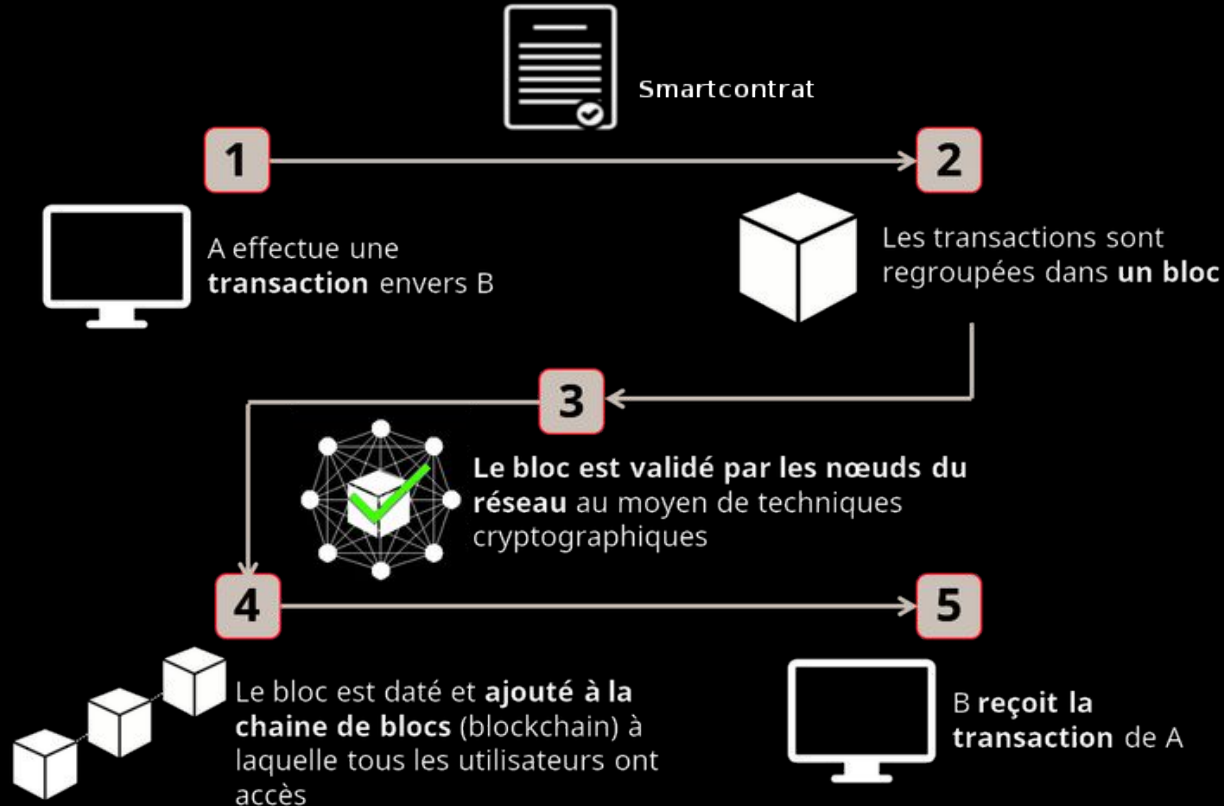 Smartcontrat
1
2
A effectue une
transaction envers B
Les transactions sont
regroupées dans un bloc
3
Le bloc est validé par les nœuds du
réseau au moyen de techniques
cryptographiques
4
5
Le bloc est daté et ajouté à la
chaine de blocs (blockchain) à
laquelle tous les utilisateurs ont
accès
B reçoit la
transaction de A